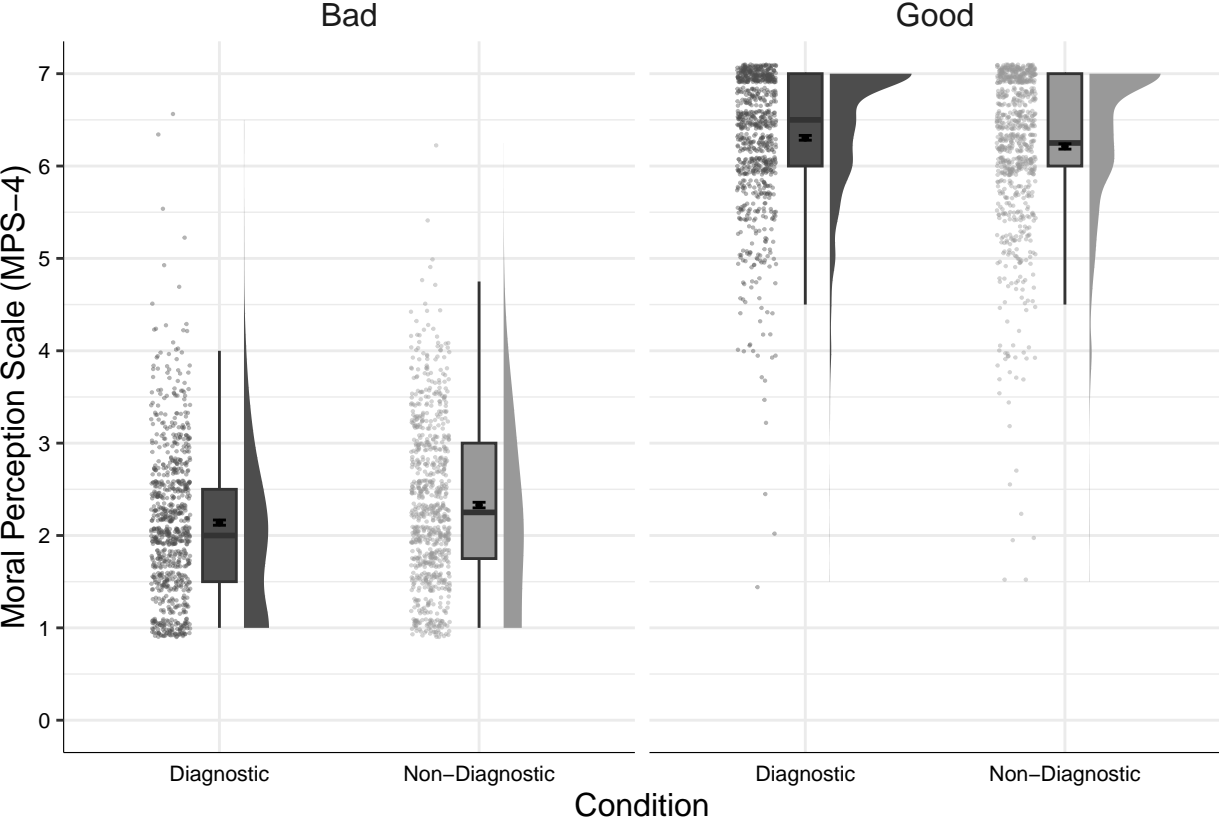 Bad
Good
Moral Perception Scale (MPS−4)
7
6
5
4
3
2
1
0
Diagnostic
Non−Diagnostic
Diagnostic
Non−Diagnostic
Condition